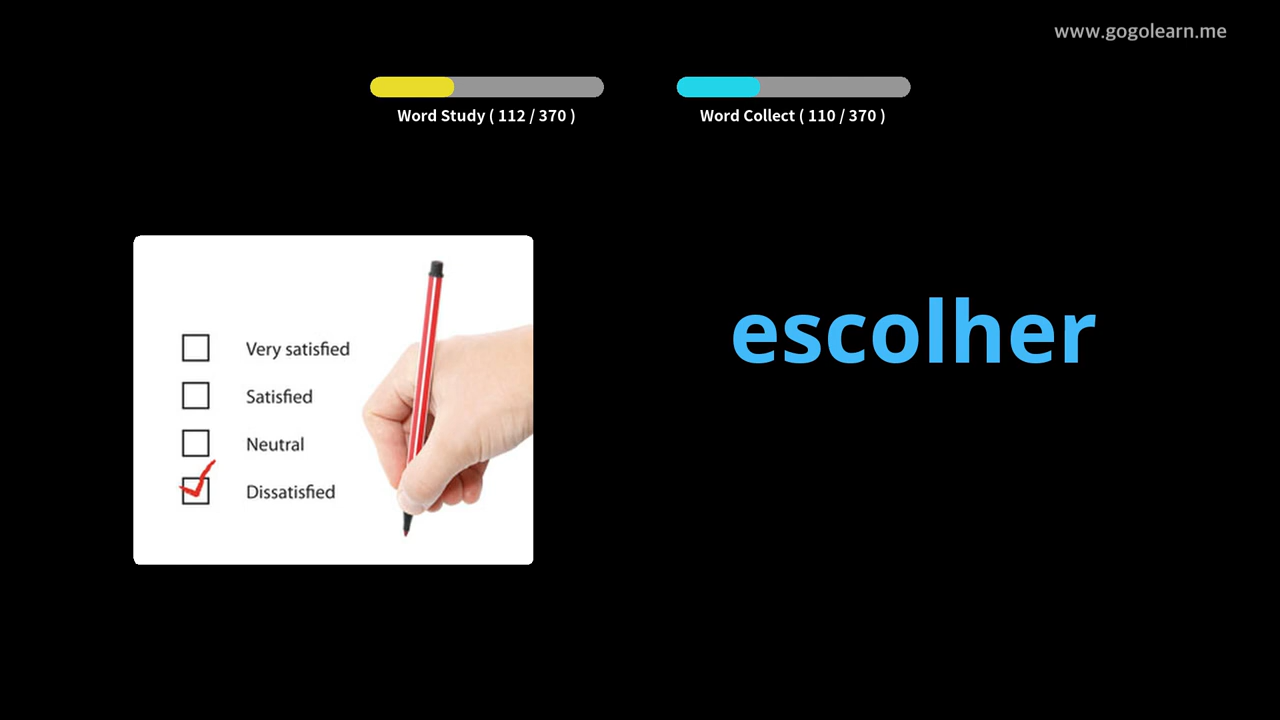 www.gogolearn.me
Word Study ( 112 / 370 )
Word Collect ( 110 / 370 )
escolher
Very satisfied
Satisfied
Neutral
Dissatisfied